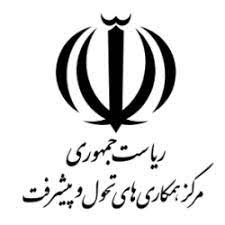 ریاست جمهوری
مرکز همکاری های تحول و پیشرفت